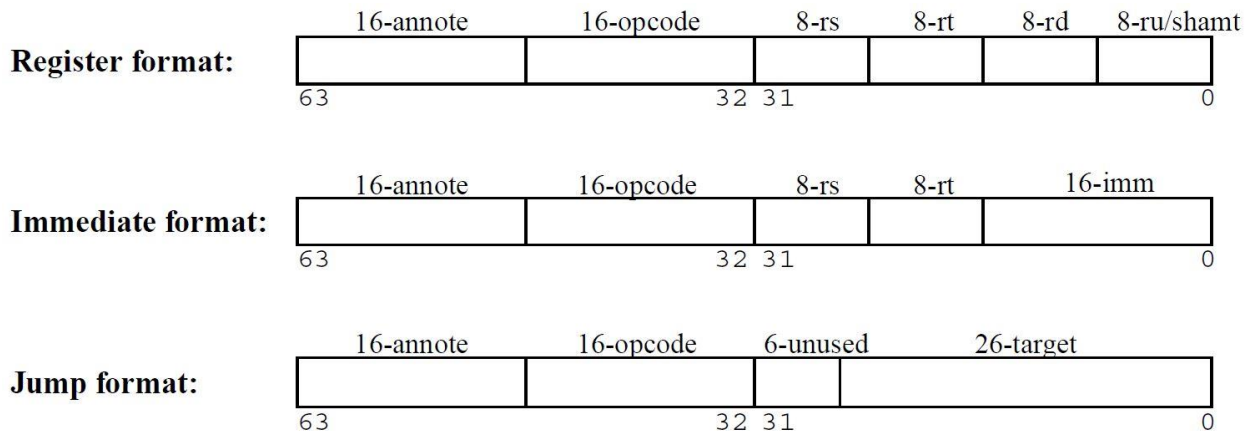 16-annote 16-opcode 8-rs 8-rt 8-rd 8-ru/shamt
Register format:
63 32 31 0
16-annote 16-opcode 8-rs 8-rt 16-imm
Immediate format:
63 32 31 0
16-annote 16-opcode 6-unused 26-target
Jump format:
63 32 31 0